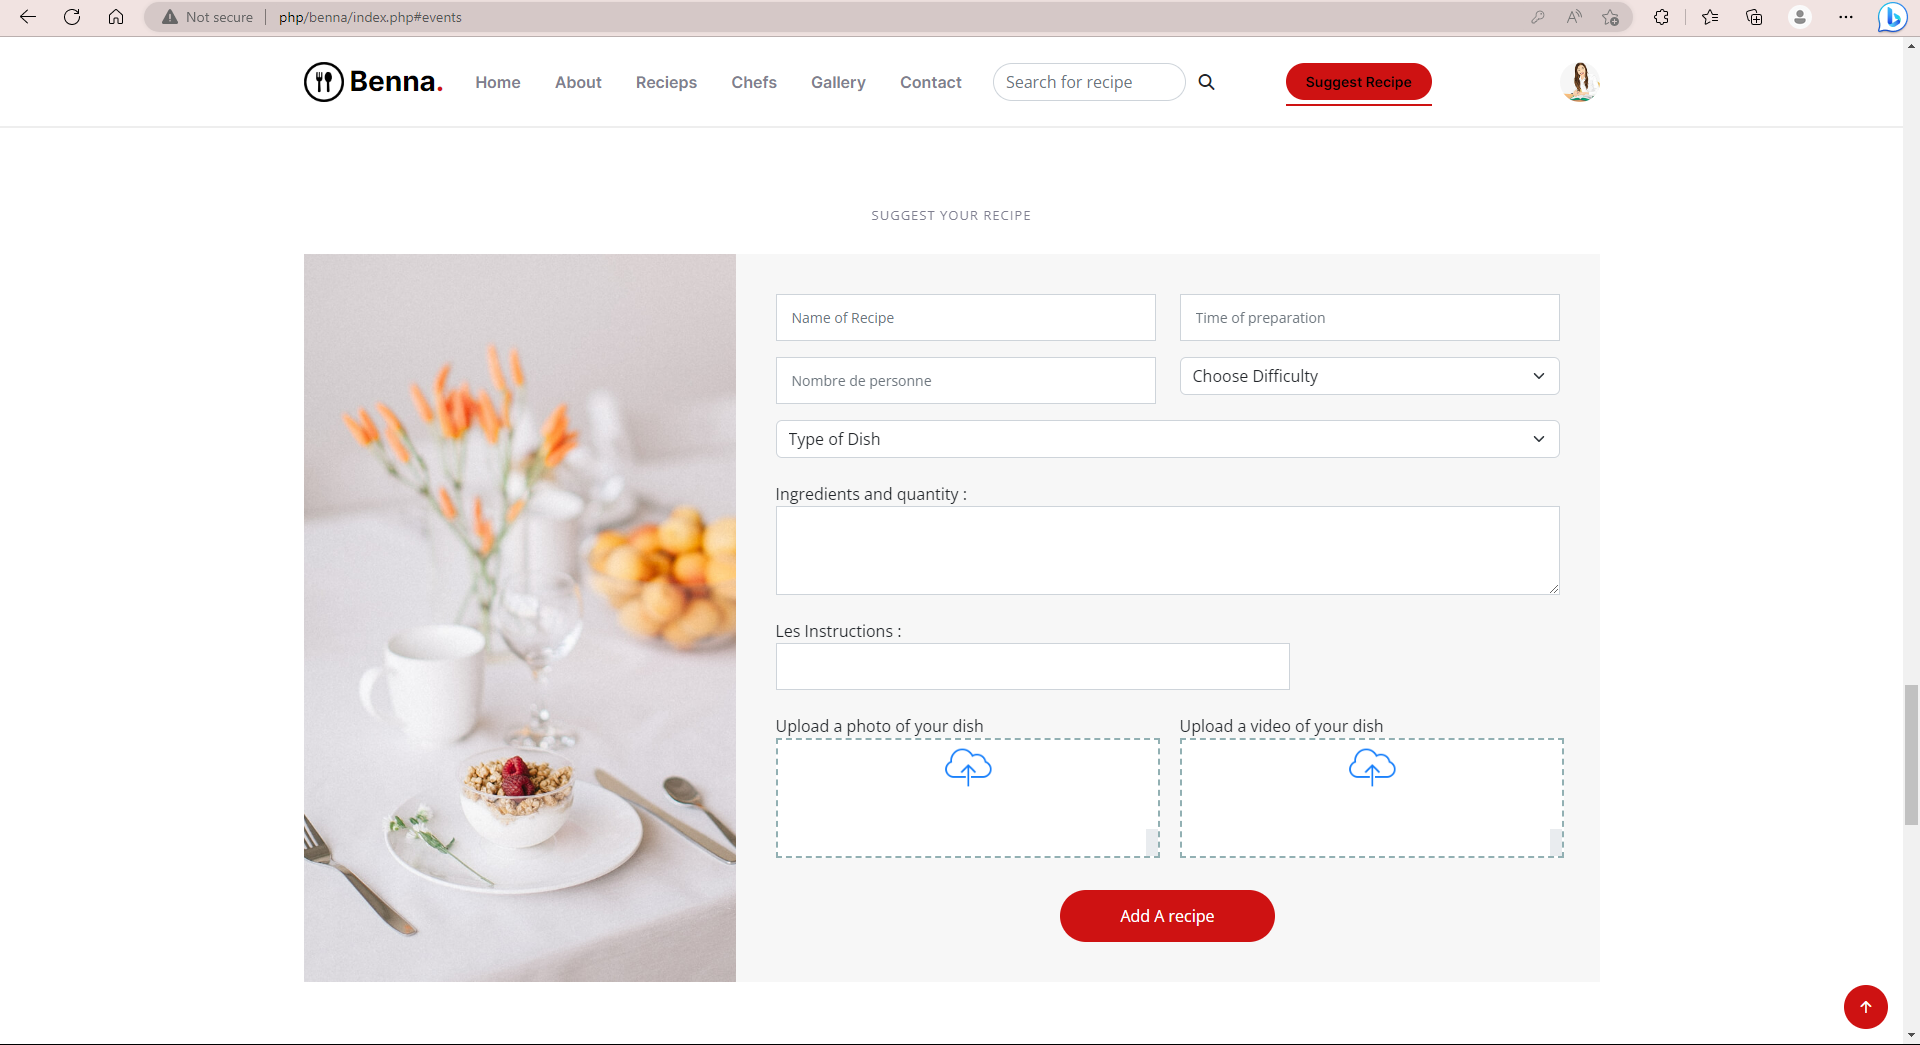 Not secure php/benna/index.php#events
Benna. Home About Recieps Chefs Gallery Contact Search for recipe Suggest Recipe
SUGGEST YOUR RECIPE
Name of Recipe Time of preparation
Nombre de personne Choose Difficulty
Type of Dish
Ingredients and quantity :
Les Instructions :
Upload a photo of your dish Upload a video of your dish
Add A recipe